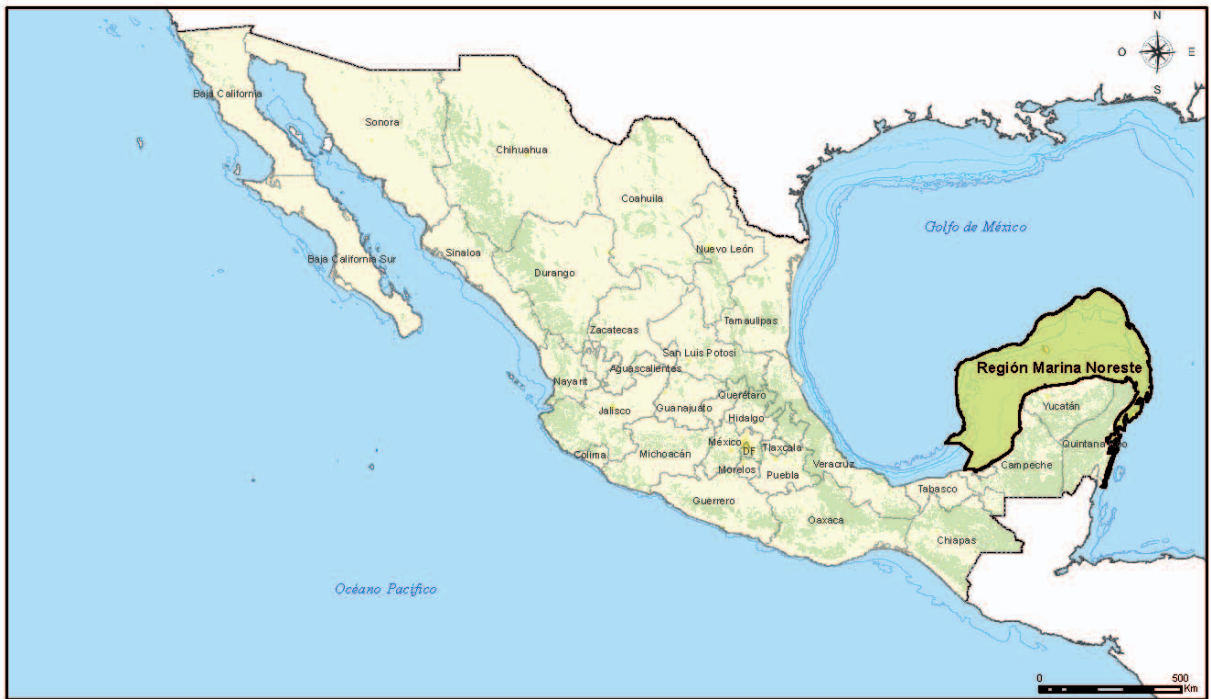 N
O E
S
Baja California
Sonora
Chihuahua
Coahuila
Golfo de México
Nuevo León
Sinaloa
Baja California Sur
Durango
Tamaulipas
Zacatecas
San Luis Potosí
Región Marina Noreste
Aguascalientes
Nayarit
Querétaro
Yucatán
Jalisco
Guanajuato
Hidalgo
Quintana
México
DF
Tlaxcala
Colima
Michoacán
Veracruz
Campeche
Morelos
Puebla
Tabasco
Guerrero
Oaxaca
Chiapas
Océano Pacífico
0 500
Km